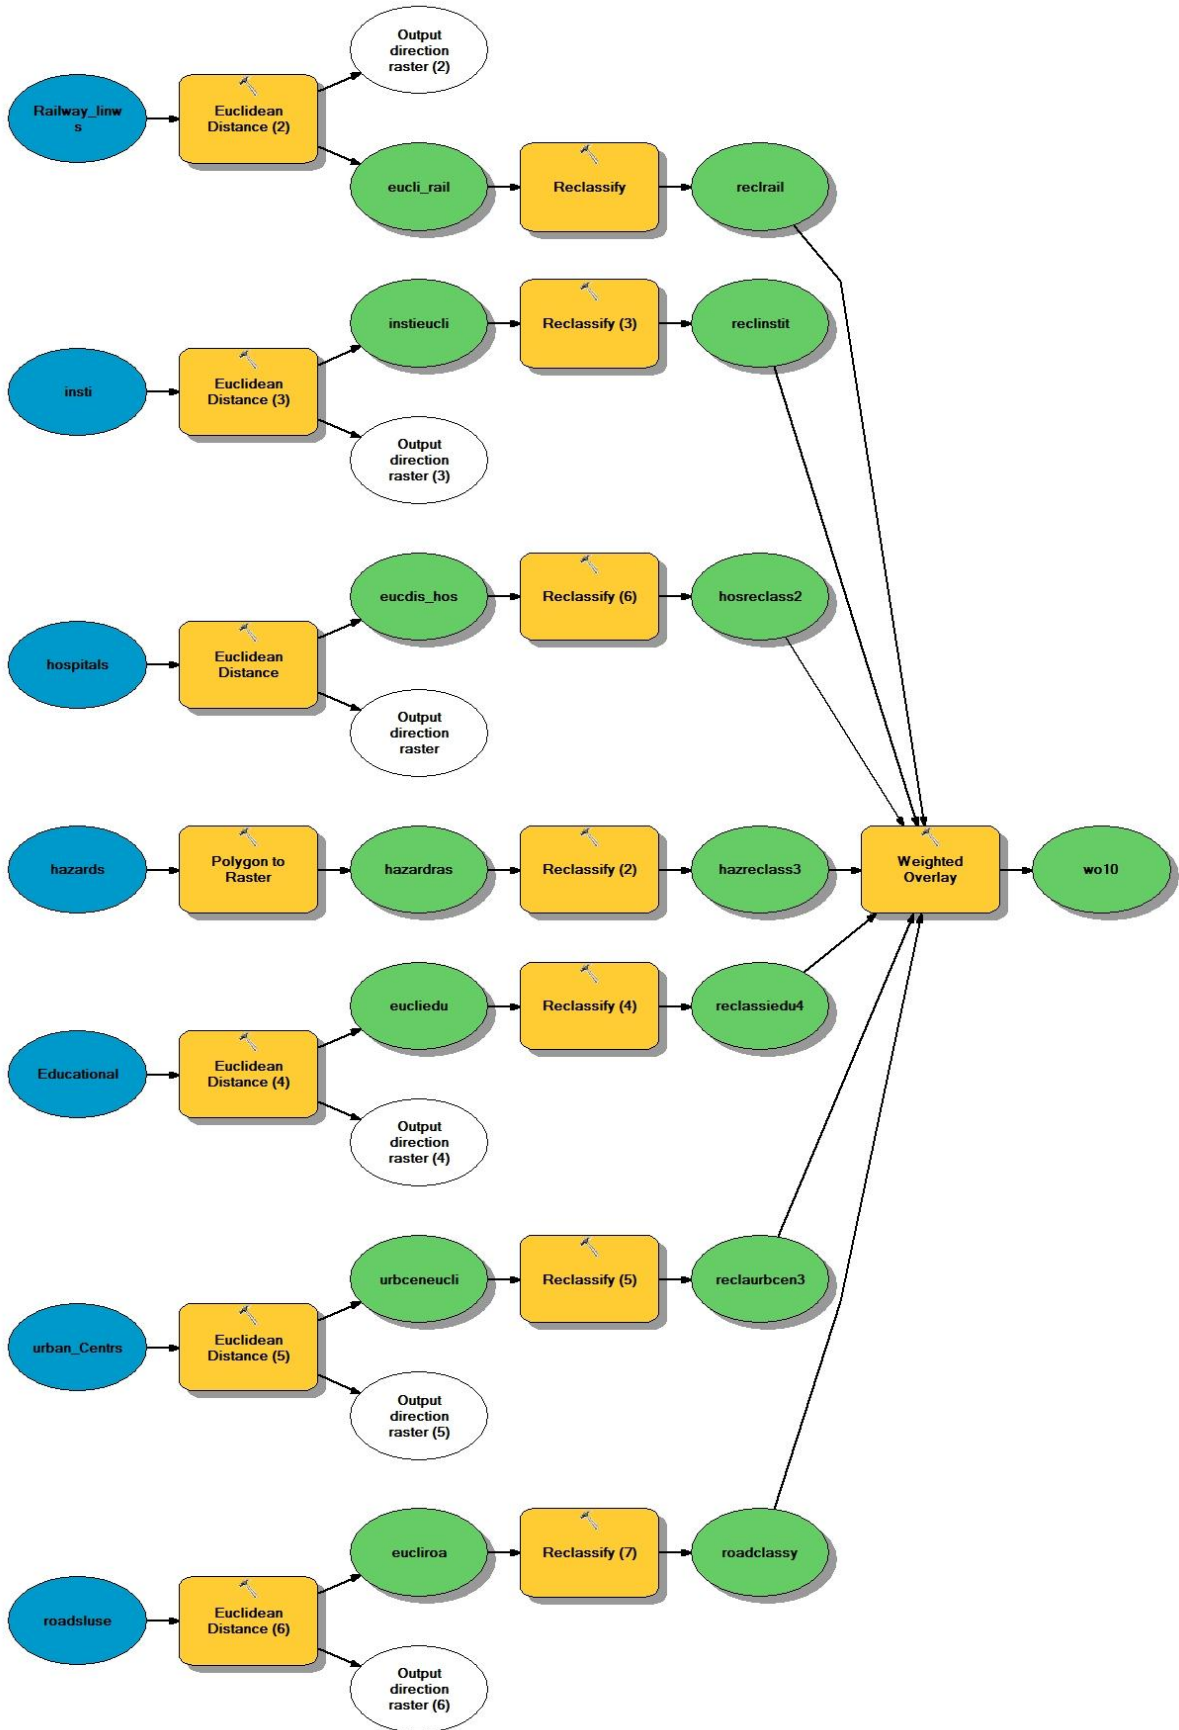 Output
direction
raster (2)
Railway_linw
s
Euclidean
Distance (2)
eucli_rail
Reclassify
reclrail
instieucli
Reclassify (3)
reclinstit
insti
Euclidean
Distance (3)
Output
direction
raster (3)
eucdis_hos
Reclassify (6)
hosreclass2
hospitals
Euclidean
Distance
Output
direction
raster
hazards
Polygon to
Raster
hazardras
Reclassify (2)
hazreclass3
Weighted
Overlay
wo10
eucliedu
Reclassify (4)
reclassiedu4
Educational
Euclidean
Distance (4)
Output
direction
raster (4)
urbceneucli
Reclassify (5)
reclaurbcen3
urban_Centrs
Euclidean
Distance (5)
Output
direction
raster (5)
eucliroa
Reclassify (7)
roadclassy
roadsluse
Euclidean
Distance (6)
Output
direction
raster (6)